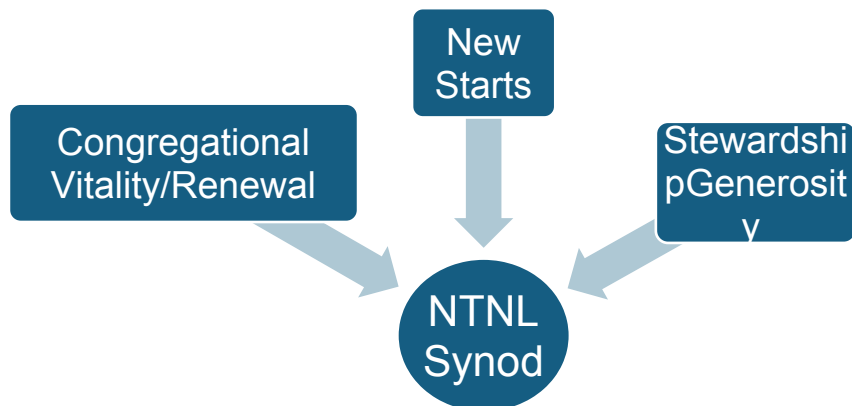 New
Starts
Congregational
Vitality/Renewal
Stewardshi
pGenerosit
y
NTNL
Synod